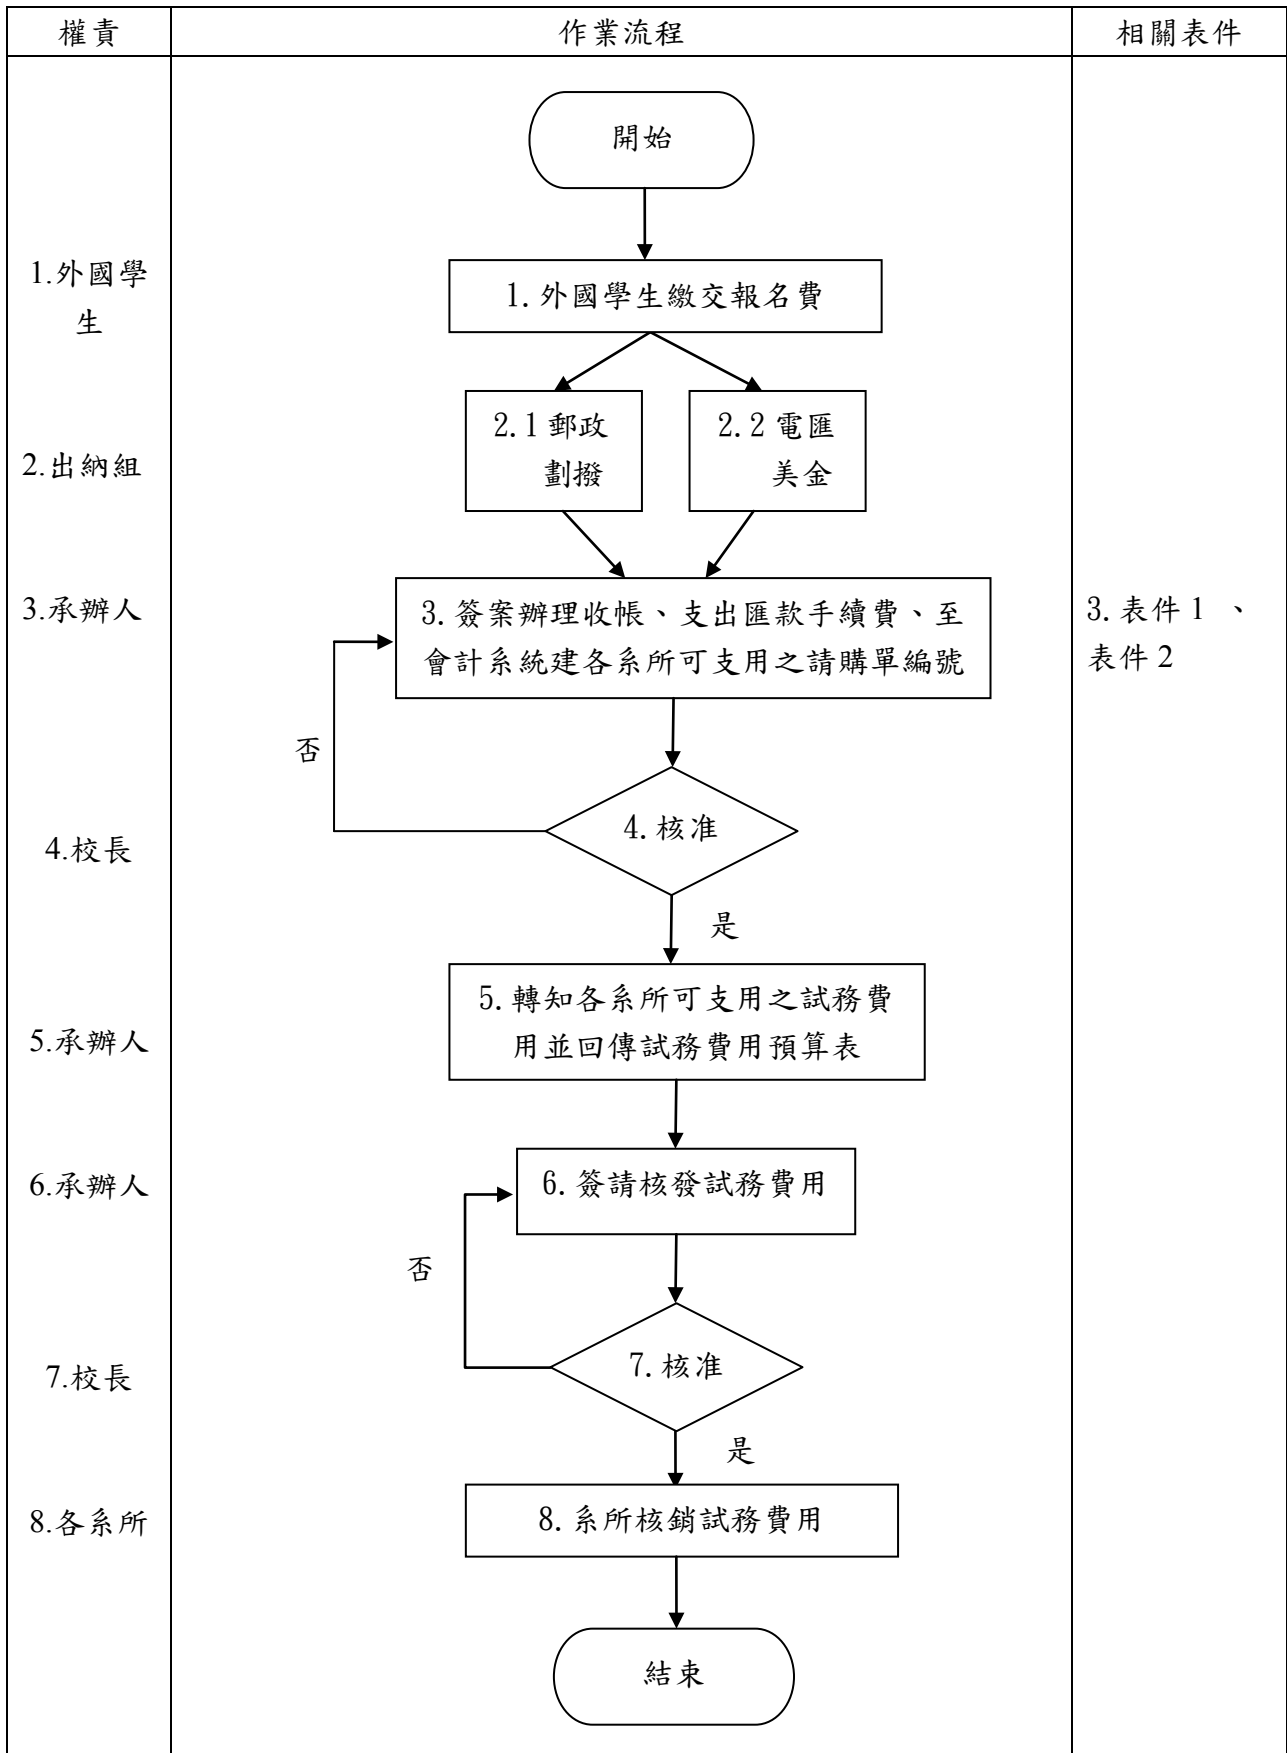 權責
作業流程
相關表件
開始
1.外國學
生
1.外國學生繳交報名費
2.出納組
2.1郵政
劃撥
2.2電匯
美金
3.承辦人
3.簽案辦理收帳、支出匯款手續費、至
會計系統建各系所可支用之請購單編號
3.表件1 、
表件2
否
4.校長
4.核准
是
5.承辦人
5.轉知各系所可支用之試務費
用並回傳試務費用預算表
6.承辦人
6.簽請核發試務費用
否
7.校長
7.核准
是
8.各系所
8.系所核銷試務費用
結束